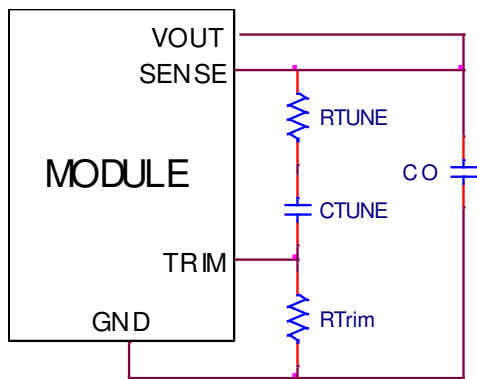 VOUT
SENSE
RTUNE
MODULE
CO
CTUNE
TRIM
GND
RTrim